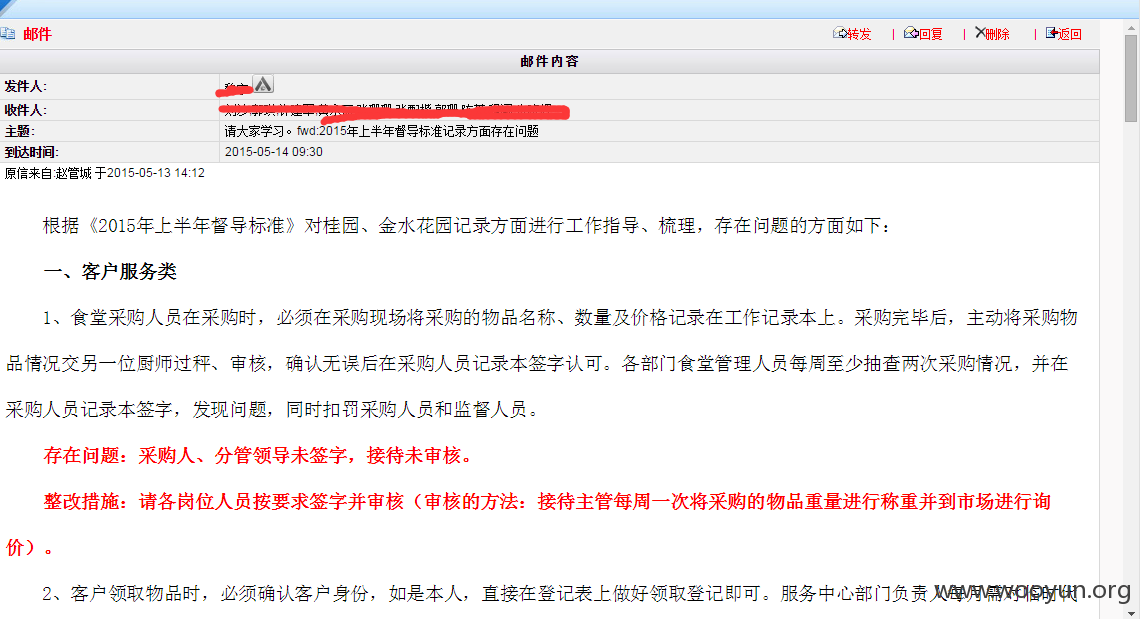 邮件
转发 | 回复 | 删除 | 返回
邮件内容
发件人:
收件人:
主题: 请大家学习。fwd:2015年上半年督导标准记录方面存在问题
到达时间: 2015-05-14 09:30
原信来自:赵管城 于2015-05-13 14:12
根据《2015年上半年督导标准》对桂园、金水花园记录方面进行工作指导、梳理，存在问题的方面如下：
一、客户服务类
1、食堂采购人员在采购时，必须在采购现场将采购的物品名称、数量及价格记录在工作记录本上。采购完毕后，主动将采购物
品情况交另一位厨师过秤、审核，确认无误后在采购人员记录本签字认可。各部门食堂管理人员每周至少抽查两次采购情况，并在
采购人员记录本签字，发现问题，同时扣罚采购人员和监督人员。
存在问题：采购人、分管领导未签字，接待未审核。
整改措施：请各岗位人员按要求签字并审核（审核的方法：接待主管每周一次将采购的物品重量进行称重并到市场进行询
价）。
2、客户领取物品时，必须确认客户身份，如是本人，直接在登记表上做好领取登记即可。服务中心部门负责人每月需对临时代
www.wooyun.org